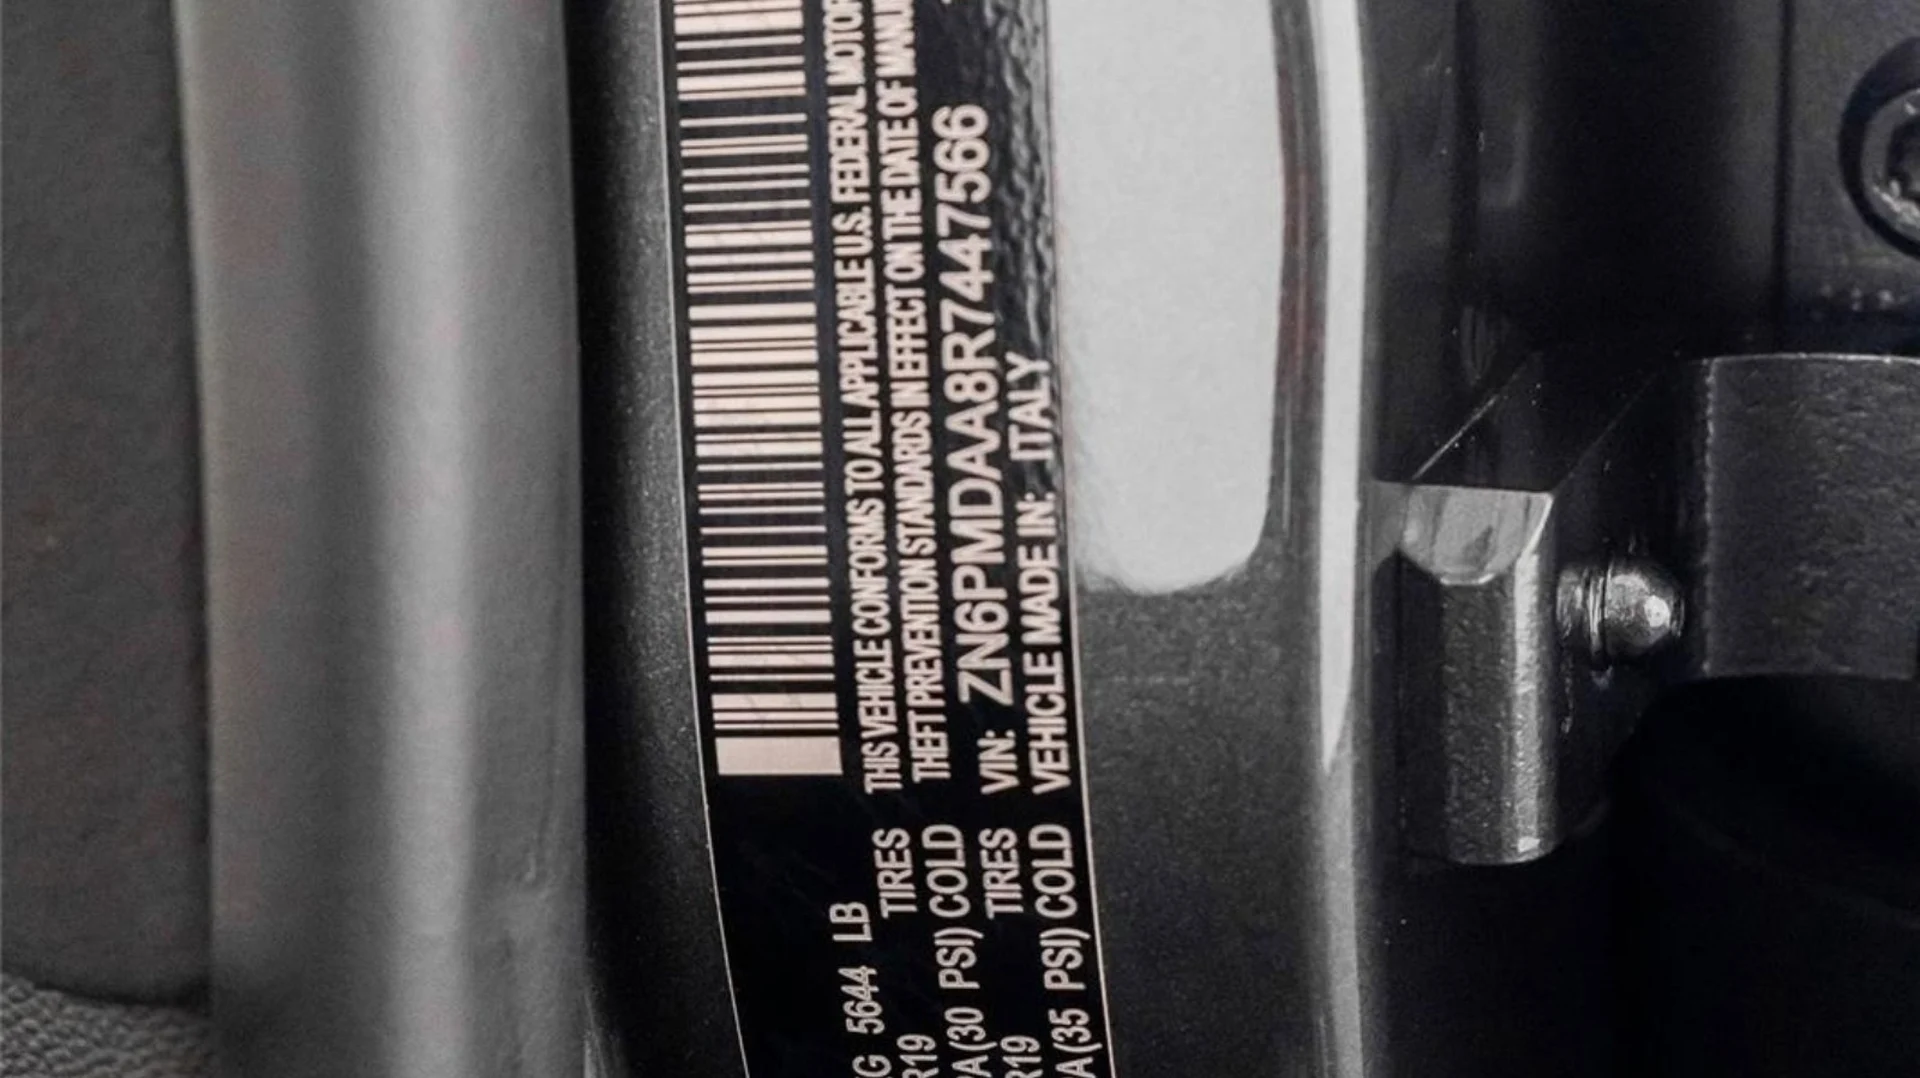 THIS VEHICLE CONFORMS TO ALL APPLICABLE U.S. FEDERAL MOTOR
THEFT PREVENTION STANDARDS IN EFFECT ON THE DATE OF
VIN: ZN6PMDAA8R7447566
VEHICLE MADE IN: ITALY
5644 LB
R19 TIRES
(30 PSI) COLD
R19 TIRES
(35 PSI) COLD